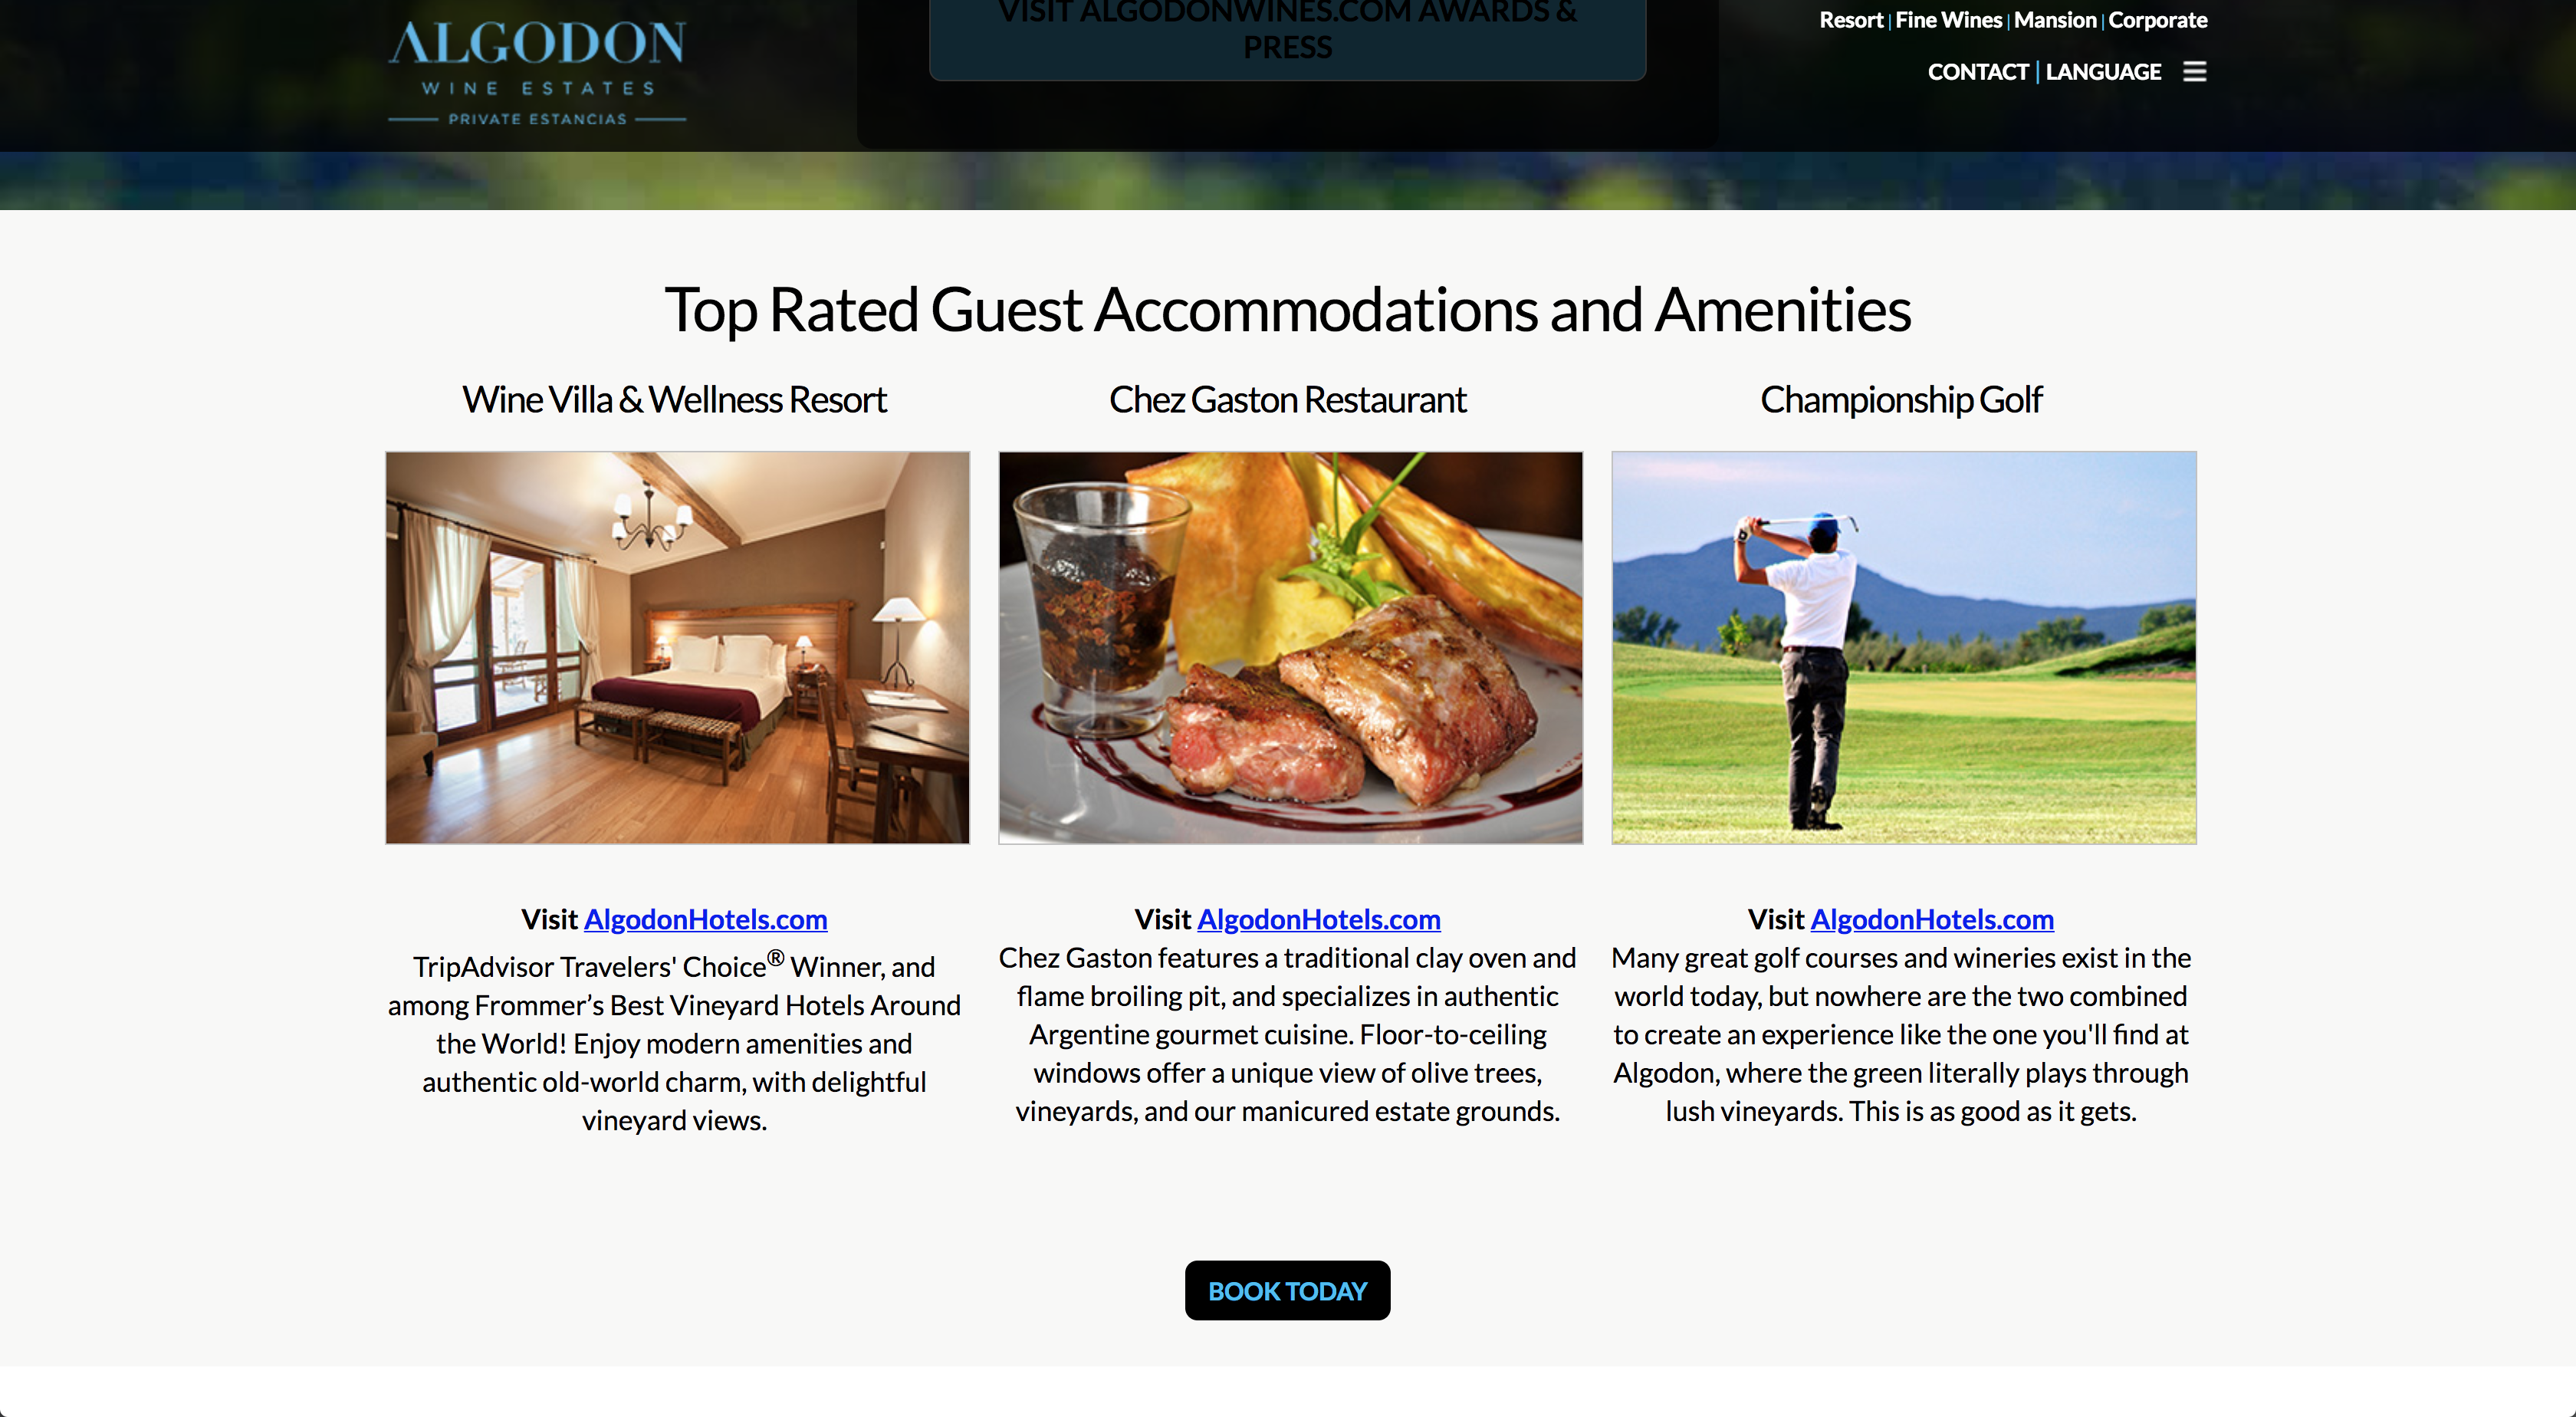 ALGODON
WINE ESTATES
PRIVATE ESTANCIAS
VISIT ALGODONWINES.COM AWARDS &
PRESS
Resort | Fine Wines | Mansion | Corporate
CONTACT | LANGUAGE
Top Rated Guest Accommodations and Amenities
Wine Villa & Wellness Resort
Visit AlgodonHotels.com
TripAdvisor Travelers' Choice® Winner, and
among Frommer’s Best Vineyard Hotels Around
the World! Enjoy modern amenities and
authentic old-world charm, with delightful
vineyard views.
Chez Gaston Restaurant
Visit AlgodonHotels.com
Chez Gaston features a traditional clay oven and
flame broiling pit, and specializes in authentic
Argentine gourmet cuisine. Floor-to-ceiling
windows offer a unique view of olive trees,
vineyards, and our manicured estate grounds.
Championship Golf
Visit AlgodonHotels.com
Many great golf courses and wineries exist in the
world today, but nowhere are the two combined
to create an experience like the one you'll find at
Algodon, where the green literally plays through
lush vineyards. This is as good as it gets.
BOOK TODAY